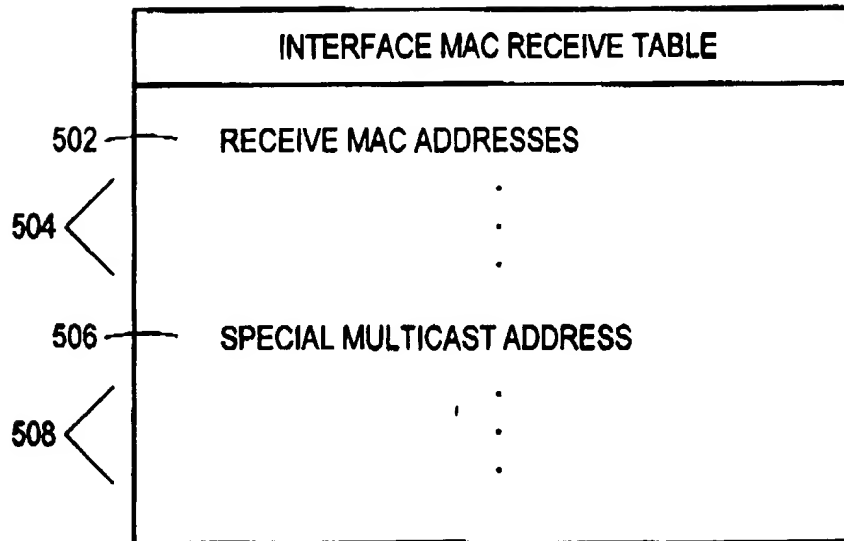 INTERFACE MAC RECEIVE TABLE
502 RECEIVE MAC ADDRESSES
504
506 SPECIAL MULTICAST ADDRESS
508